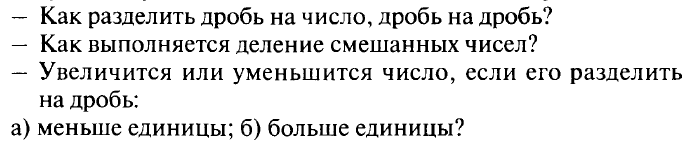 – Как разделить дробь на число, дробь на дробь?
– Как выполняется деление смешанных чисел?
– Увеличится или уменьшится число, если его разделить
на дробь:
а) меньше единицы; б) больше единицы?